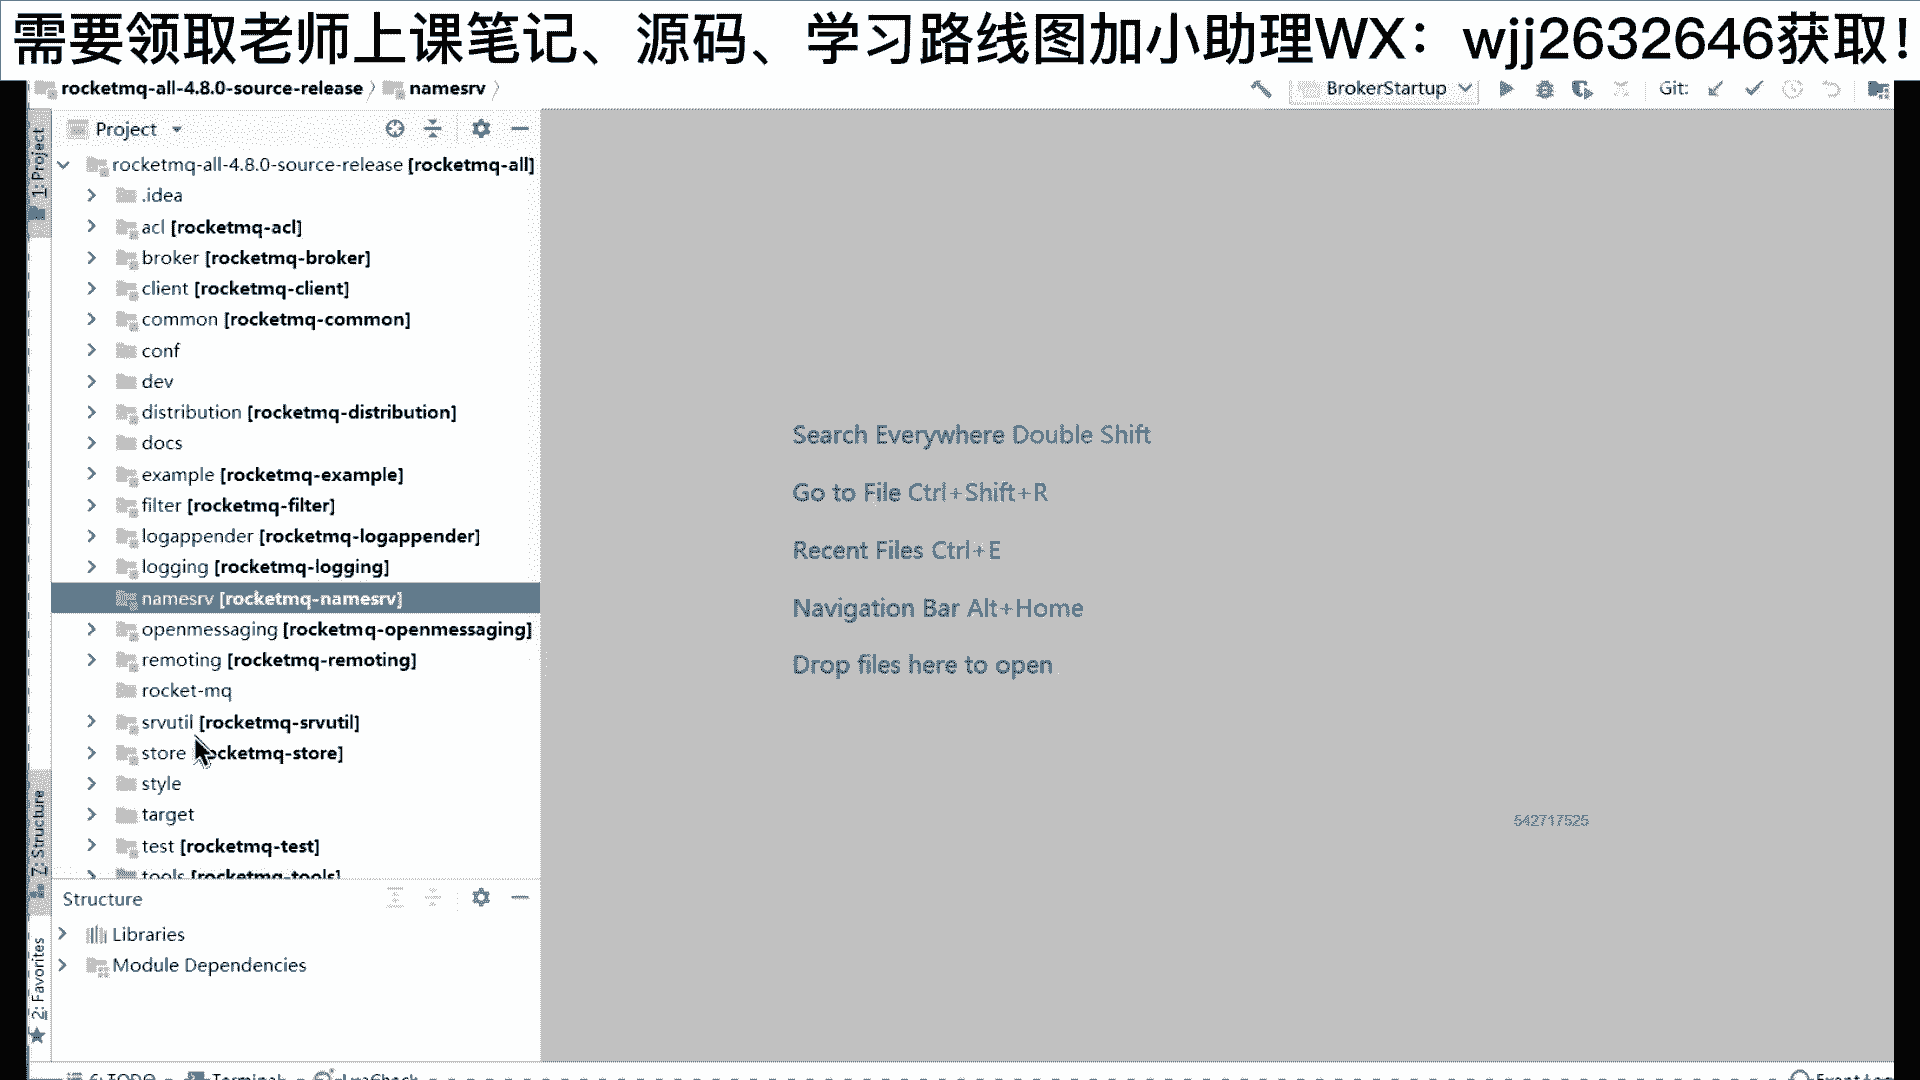 需要领取老师上课笔记、源码、学习路线图加小助理WX：wjj2632646获取！
rocketmq-all-4.8.0-source-release 〉 namesrv 〉
BrokerStartup
Git:
1: Project
Project
rocketmq-all-4.8.0-source-release [rocketmq-all]
.idea
acl [rocketmq-acl]
broker [rocketmq-broker]
client [rocketmq-client]
common [rocketmq-common]
conf
dev
distribution [rocketmq-distribution]
docs
example [rocketmq-example]
filter [rocketmq-filter]
logappender [rocketmq-logappender]
logging [rocketmq-logging]
namesrv [rocketmq-namesrv]
openmessaging [rocketmq-openmessaging]
remoting [rocketmq-remoting]
rocket-mq
srvutil [rocketmq-srvutil]
store [rocketmq-store]
style
target
test [rocketmq-test]
tools [rocketmq-tools]
Search Everywhere Double Shift
Go to File Ctrl+Shift+R
Recent Files Ctrl+E
Navigation Bar Alt+Home
Drop files here to open
542717525
Z: Structure
Structure
Libraries
Module Dependencies
2: Favorites
6: TODO
Terminal